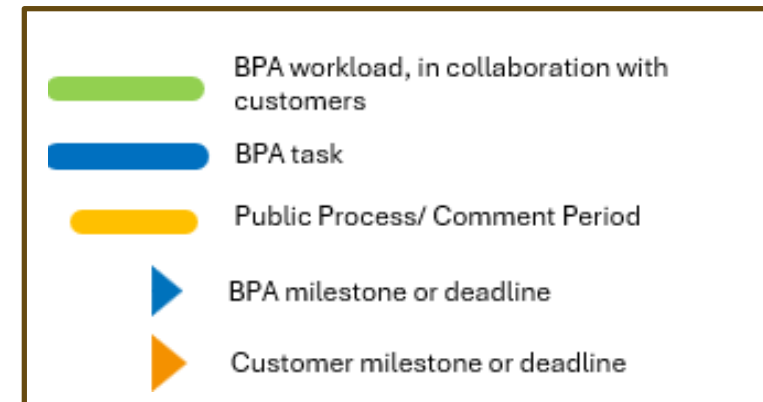 BPA workload, in collaboration with
customers
BPA task
Public Process/ Comment Period
BPA milestone or deadline
Customer milestone or deadline